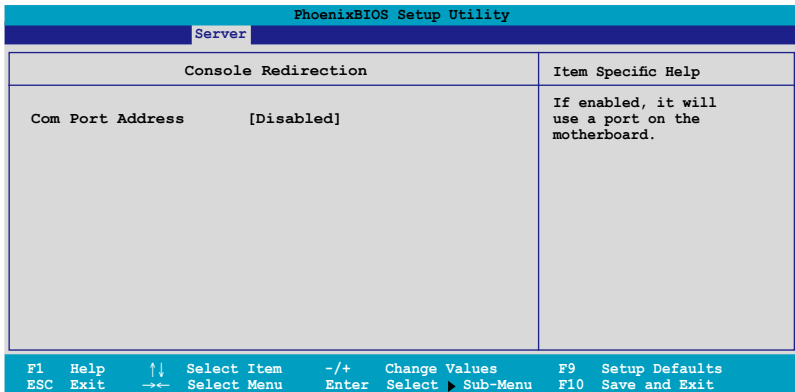 PhoenixBIOS Setup Utility
Server
Console Redirection
Item Specific Help
Com Port Address [Disabled]
If enabled, it will
use a port on the
motherboard.
F1 Help ↑↓ Select Item -/+ Change Values F9 Setup Defaults
ESC Exit →← Select Menu Enter Select ▶ Sub-Menu F10 Save and Exit